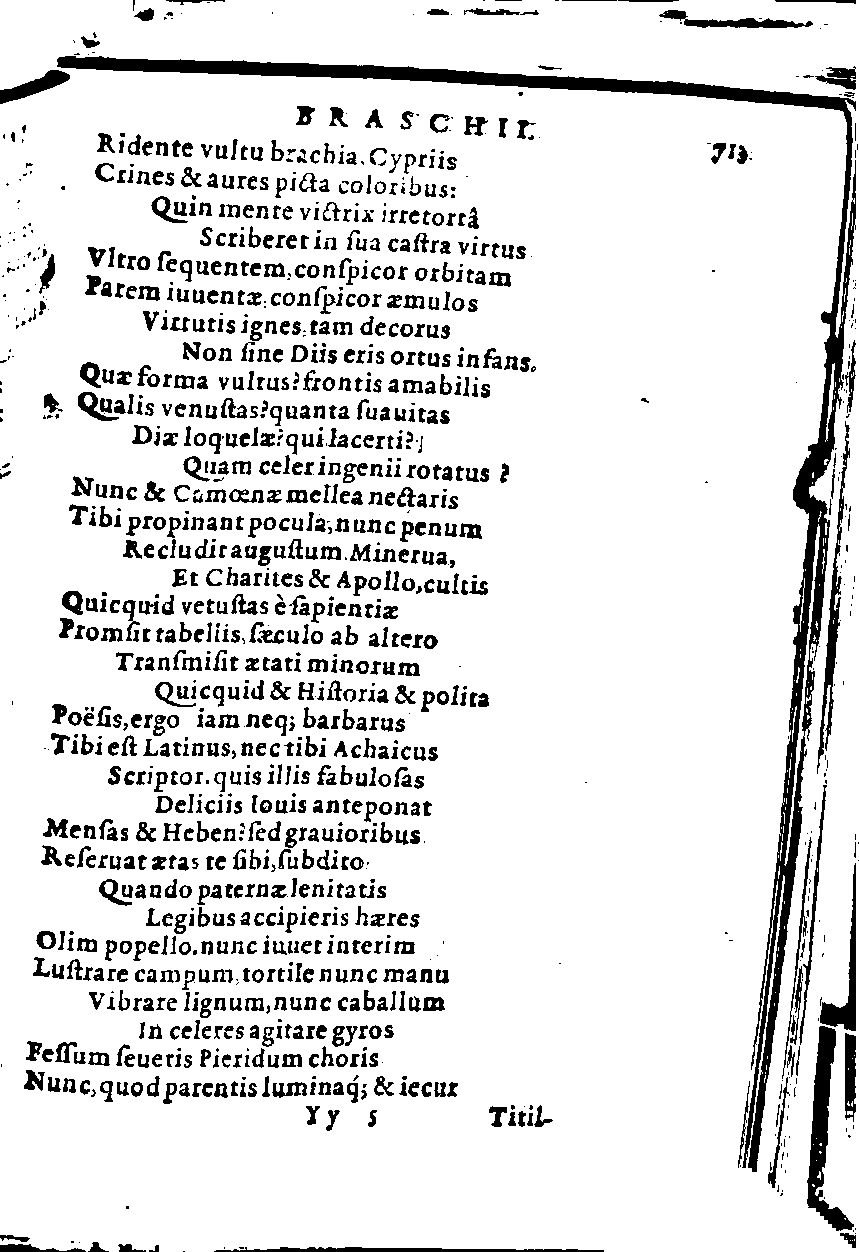 BRASCHII.
713
Ridente vultu brachia, Cypriis
Crines & aures picta coloribus:
Quin mente victrix irretortâ
Scriberet in ſua caſtra virtus
Vltro ſequentem, conſpicor orbitam
Parem iuuentæ, conſpicor æmulos
Virtutis ignes, tam decorus
Non ſine Diis eris ortus infans.
Quæ forma vultus? frontis amabilis
Qualis venuſtas? quanta ſuauitas
Diæ loquelæ? qui lacerti?
Quam celer ingenii rotatus ?
Nunc & Camœnæ mellea nectaris
Tibi propinant pocula, nunc penum
Recludit auguſtum Minerua,
Et Charites & Apollo, cultis
Quicquid vetuſtas è ſapientiæ
Promſit tabellis, ſæculo ab altero
Tranſmiſit ætati minorum
Quicquid & Hiſtoria & polita
Poëſis, ergo iam neq; barbarus
Tibi eſt Latinus, nec tibi Achaicus
Scriptor. quis illis fabuloſas
Deliciis Iouis anteponat
Menſas & Heben? ſed grauioribus
Reſeruat ætas te ſibi, ſubdito
Quando paternæ lenitatis
Legibus accipieris hæres
Olim popello. nunc iuuet interim
Luſtrare campum, tortile nunc manu
Vibrare lignum, nunc caballum
In celeres agitare gyros
Feſſum ſeueris Pieridum choris
Nunc, quod parentis luminaq́; & iecur
Yy 5
Titil-